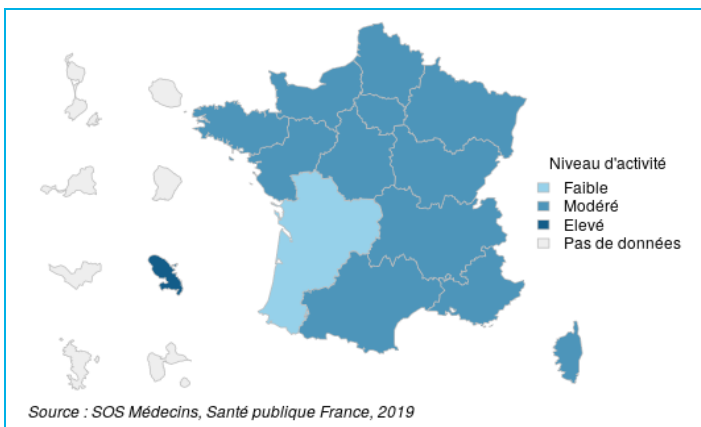 Niveau d'activité
Faible
Modéré
Elevé
Pas de données
Source : SOS Médecins, Santé publique France, 2019